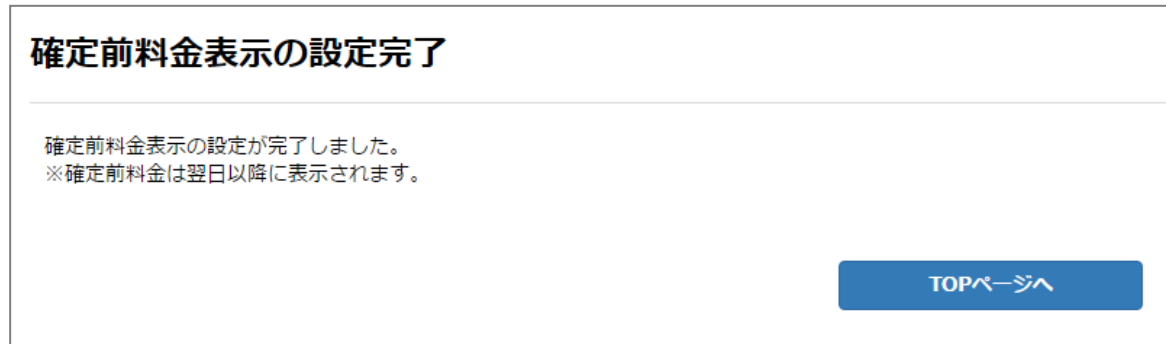 確定前料金表示の設定完了
確定前料金表示の設定が完了しました。
※確定前料金は翌日以降に表示されます。
TOPページへ